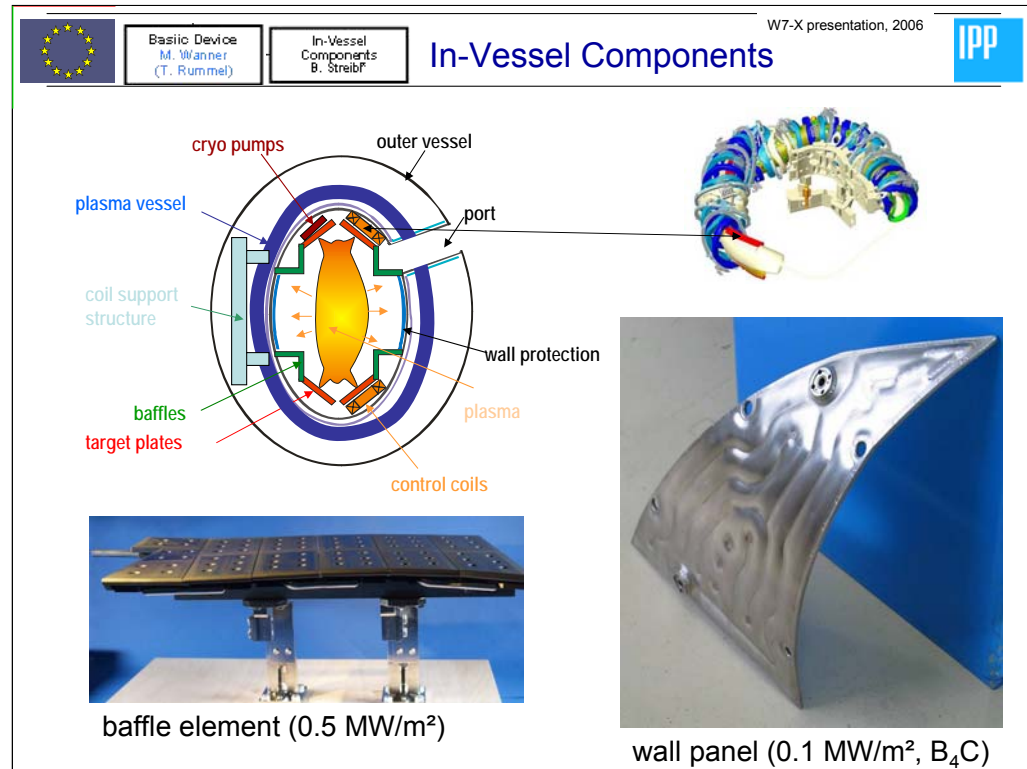 W7-X presentation, 2006
Basiic Device
M. Wanner
(T. Rummel)
In-Vessel
Components
B. Streibl
In-Vessel Components
IPP
cryo pumps
outer vessel
plasma vessel
port
coil support
structure
wall protection
baffles
plasma
target plates
control coils
baffle element (0.5 MW/m²)
wall panel (0.1 MW/m², B₄C)